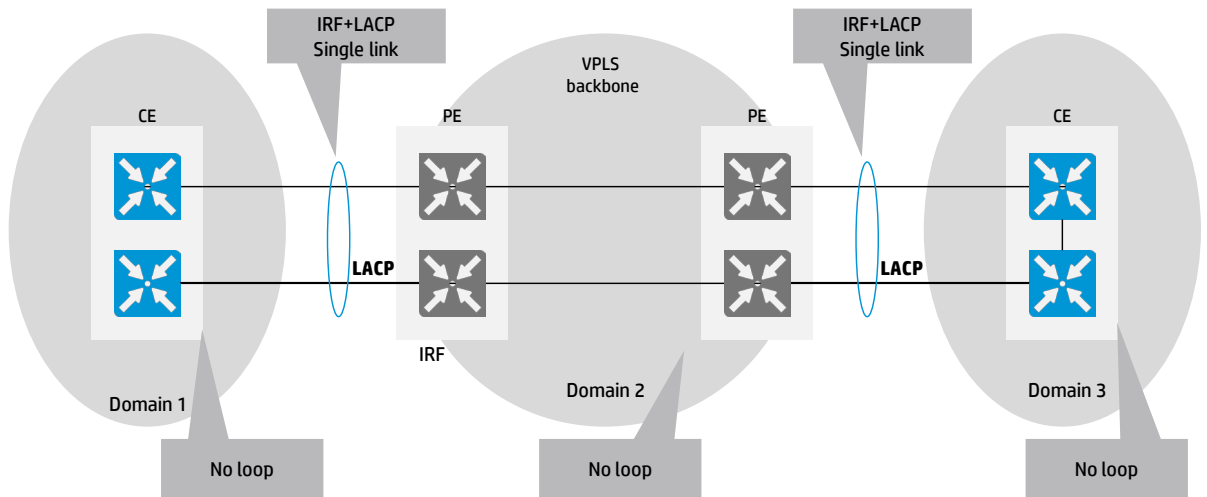 IRF+LACP
Single link
IRF+LACP
Single link
VPLS
backbone
CE
PE
PE
CE
LACP
LACP
IRF
Domain 1
Domain 2
Domain 3
No loop
No loop
No loop